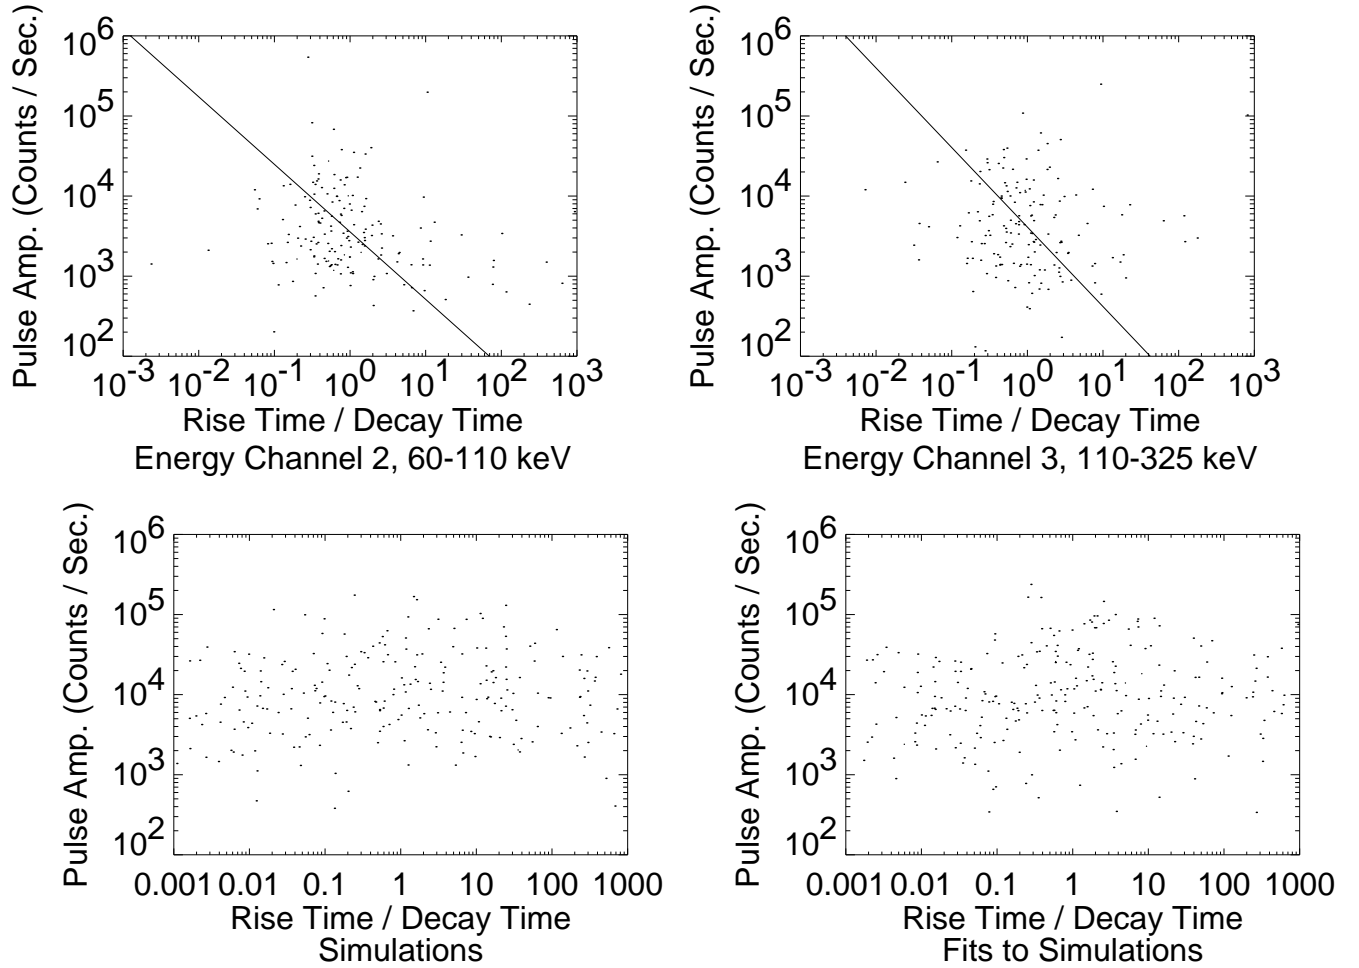 Pulse Amp. (Counts / Sec.)
10^6
10^5
10^4
10^3
10^2
10^-3 10^-2 10^-1 10^0 10^1 10^2 10^3
Rise Time / Decay Time
Energy Channel 2, 60-110 keV
Pulse Amp. (Counts / Sec.)
10^6
10^5
10^4
10^3
10^2
10^-3 10^-2 10^-1 10^0 10^1 10^2 10^3
Rise Time / Decay Time
Energy Channel 3, 110-325 keV
Pulse Amp. (Counts / Sec.)
10^6
10^5
10^4
10^3
10^2
0.001 0.01 0.1 1 10 100 1000
Rise Time / Decay Time
Simulations
Pulse Amp. (Counts / Sec.)
10^6
10^5
10^4
10^3
10^2
0.001 0.01 0.1 1 10 100 1000
Rise Time / Decay Time
Fits to Simulations